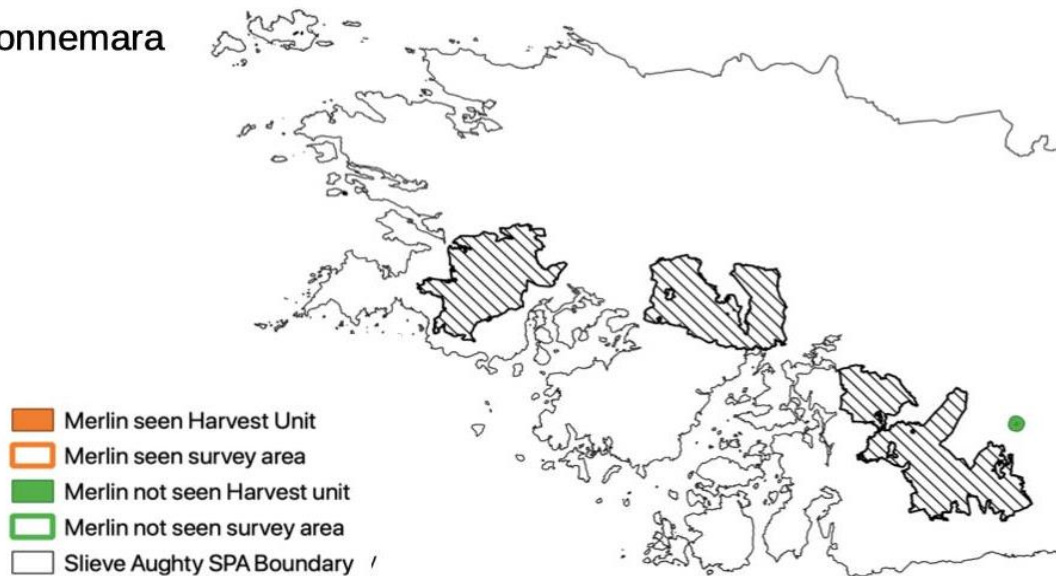 onnemara
Merlin seen Harvest Unit
Merlin seen survey area
Merlin not seen Harvest unit
Merlin not seen survey area
Slieve Aughty SPA Boundary